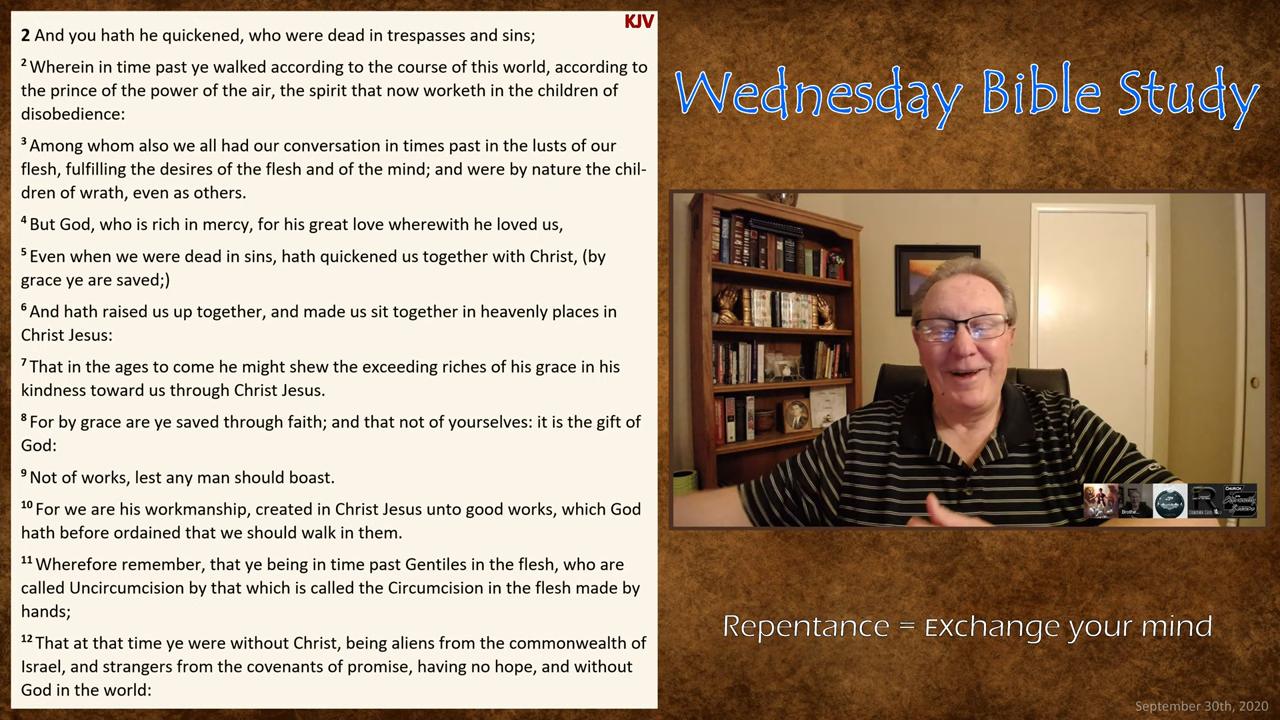 KJV
2 And you hath he quickened, who were dead in trespasses and sins;
2 Wherein in time past ye walked according to the course of this world, according to
the prince of the power of the air, the spirit that now worketh in the children of
disobedience:
3 Among whom also we all had our conversation in times past in the lusts of our
flesh, fulfilling the desires of the flesh and of the mind; and were by nature the chil-
dren of wrath, even as others.
4 But God, who is rich in mercy, for his great love wherewith he loved us,
5 Even when we were dead in sins, hath quickened us together with Christ, (by
grace ye are saved;)
6 And hath raised us up together, and made us sit together in heavenly places in
Christ Jesus:
7 That in the ages to come he might shew the exceeding riches of his grace in his
kindness toward us through Christ Jesus.
8 For by grace are ye saved through faith; and that not of yourselves: it is the gift of
God:
9 Not of works, lest any man should boast.
10 For we are his workmanship, created in Christ Jesus unto good works, which God
hath before ordained that we should walk in them.
11 Wherefore remember, that ye being in time past Gentiles in the flesh, who are
called Uncircumcision by that which is called the Circumcision in the flesh made by
hands;
12 That at that time ye were without Christ, being aliens from the commonwealth of
Israel, and strangers from the covenants of promise, having no hope, and without
God in the world:
Wednesday Bible Study
Brothe...
Church
Repentance = Exchange your mind
September 30th, 2020